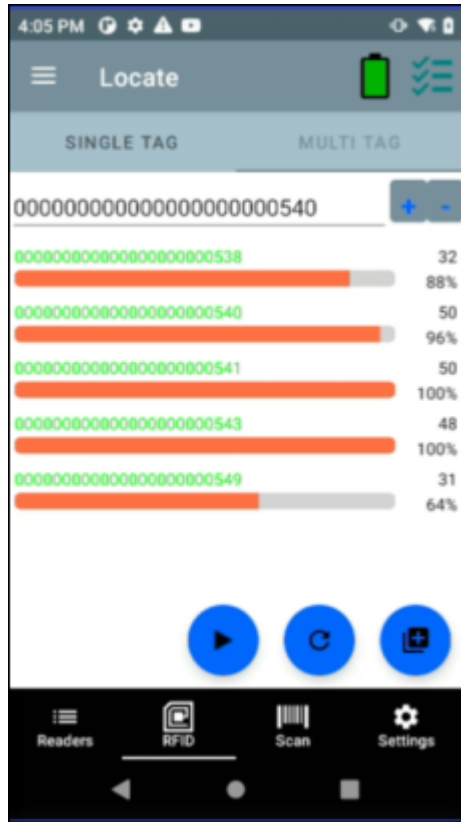 4:05 PM
Locate
SINGLE TAG MULTI TAG
000000000000000000000540 + -
000000000000000000000538 32
88%
000000000000000000000540 50
96%
000000000000000000000541 50
100%
000000000000000000000543 48
100%
000000000000000000000549 31
64%
Readers RFID Scan Settings